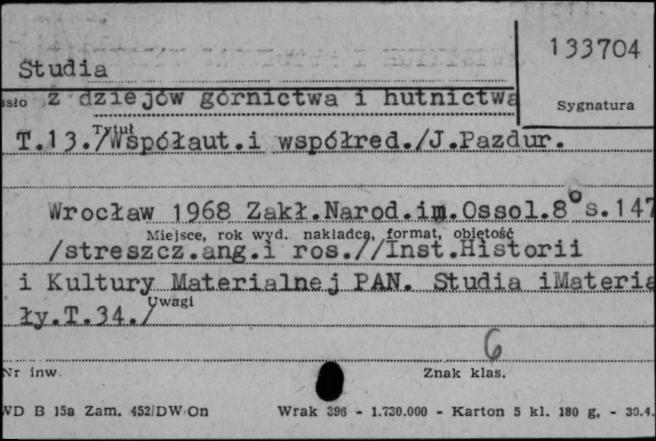 133704
Studia
Sygnatura
asło z dziejów górnictwa i hutnictwa
Tytuł
T.13./Współaut.i współred./J.Pazdur.
Wrocław 1968 Zakł.Narod.im.Ossol.8° s.147
Miejsce, rok wyd. nakładca, format, objętość
/streszcz.ang.i ros.//Inst.Historii
i Kultury Materialnej PAN. Studia iMateria
Uwagi
ły.T.34./
6
Nr inw.
Znak klas.
WD B 15a Zam. 452/DW/On
Wrak 396 - 1.730.000 - Karton 5 kl. 180 g, - 30.4.